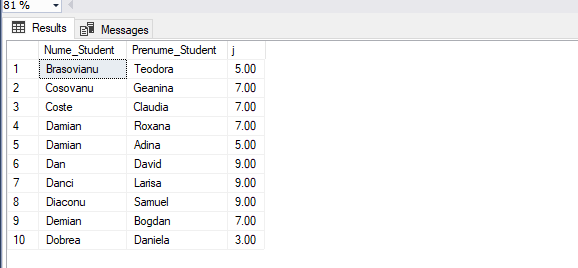 81 %
Results Messages
Nume_Student Prenume_Student j
1 Brasovianu Teodora 5.00
2 Cosovanu Geanina 7.00
3 Coste Claudia 7.00
4 Damian Roxana 7.00
5 Damian Adina 5.00
6 Dan David 9.00
7 Danci Larisa 9.00
8 Diaconu Samuel 9.00
9 Demian Bogdan 7.00
10 Dobrea Daniela 3.00